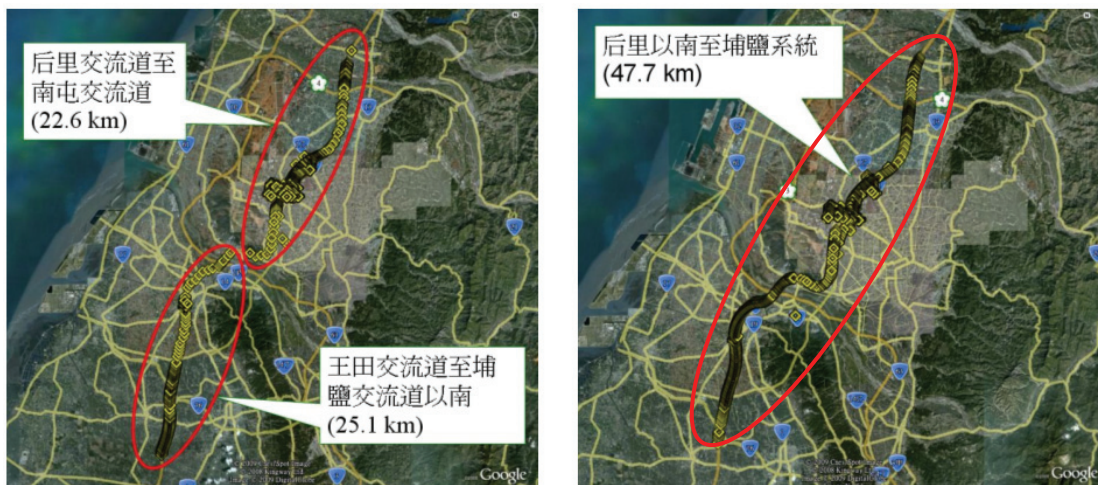 后里交流道至
南屯交流道
(22.6 km)
王田交流道至埔
鹽交流道以南
(25.1 km)
Google
后里以南至埔鹽系統
(47.7 km)
Google